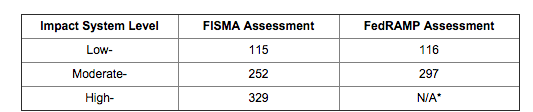 Impact System Level FISMA Assessment FedRAMP Assessment
Low- 115 116
Moderate- 252 297
High- 329 N/A*